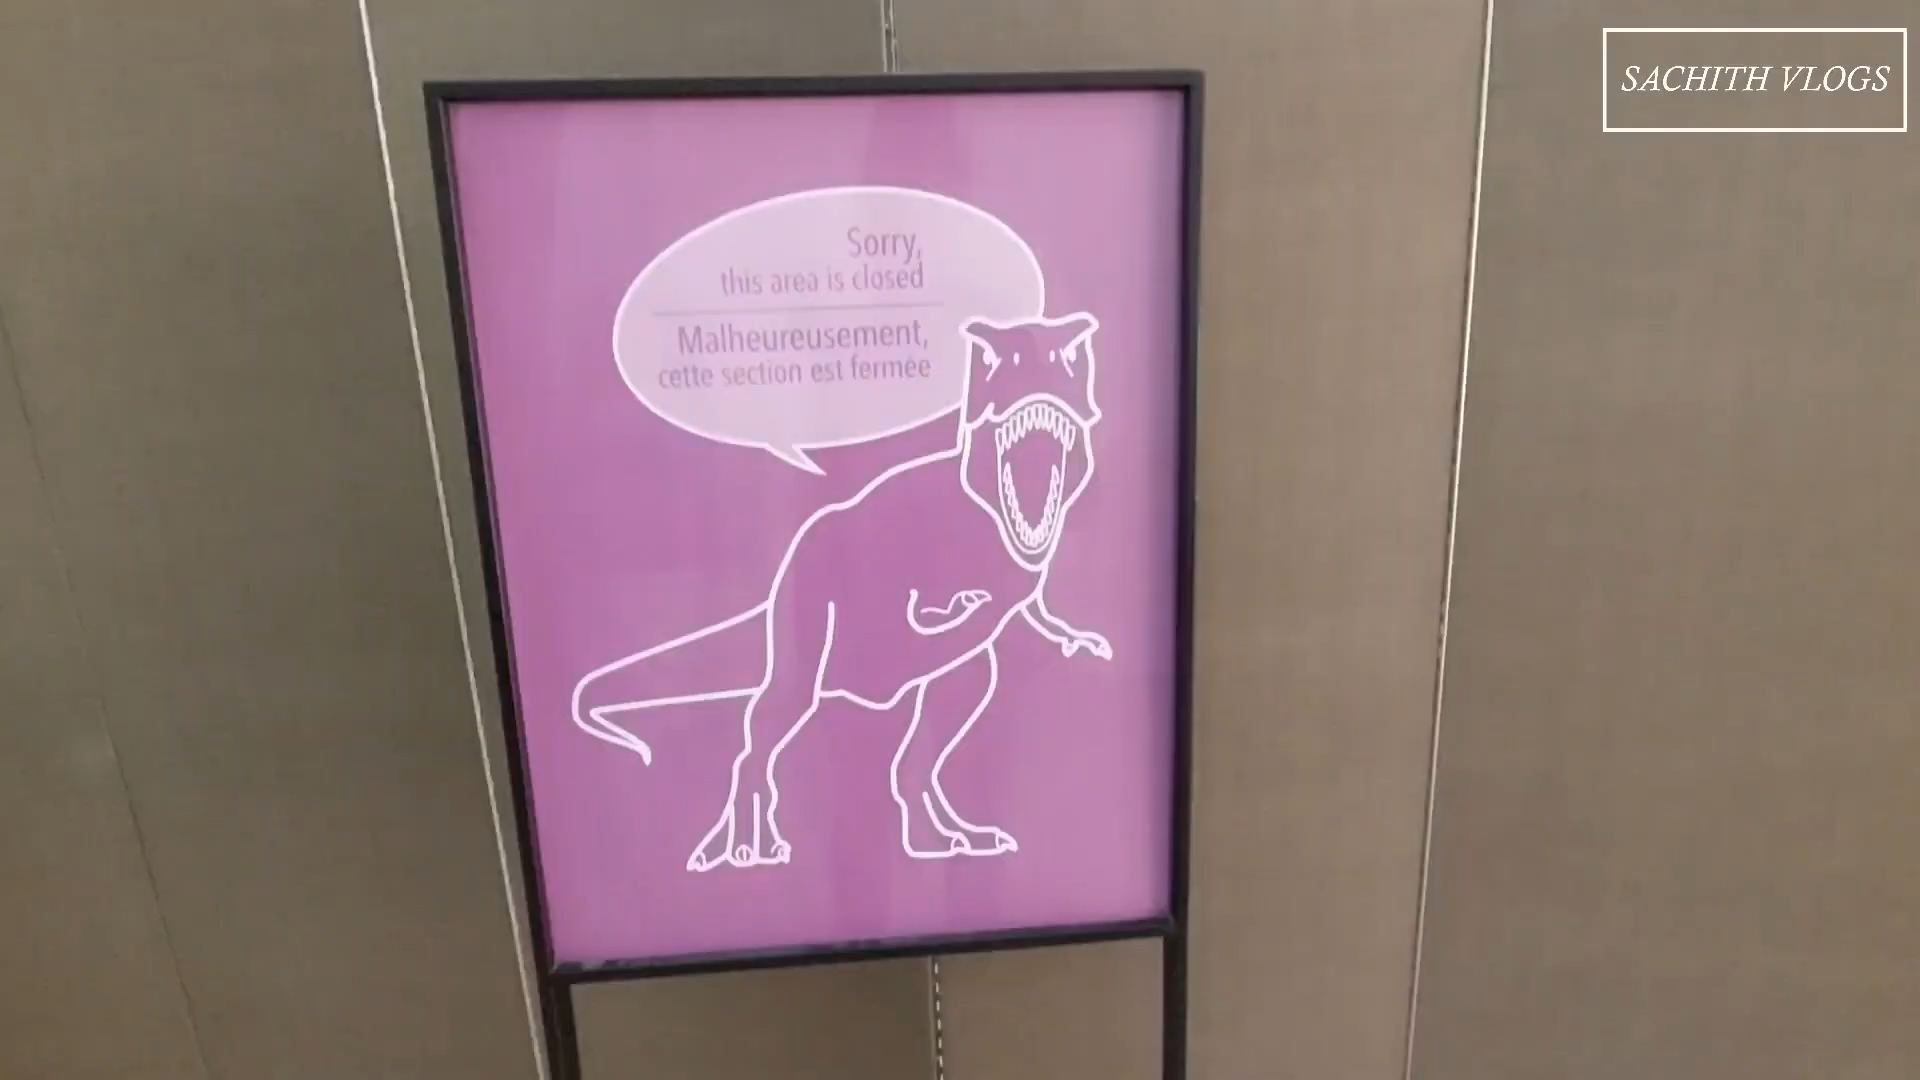 SACHITH VLOGS
Sorry,
this area is closed
Malheureusement,
cette section est fermée